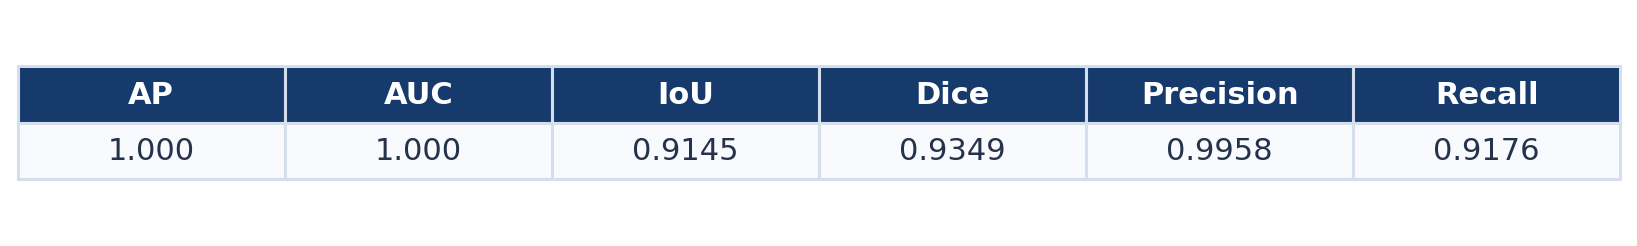 AP AUC IoU Dice Precision Recall
1.000 1.000 0.9145 0.9349 0.9958 0.9176